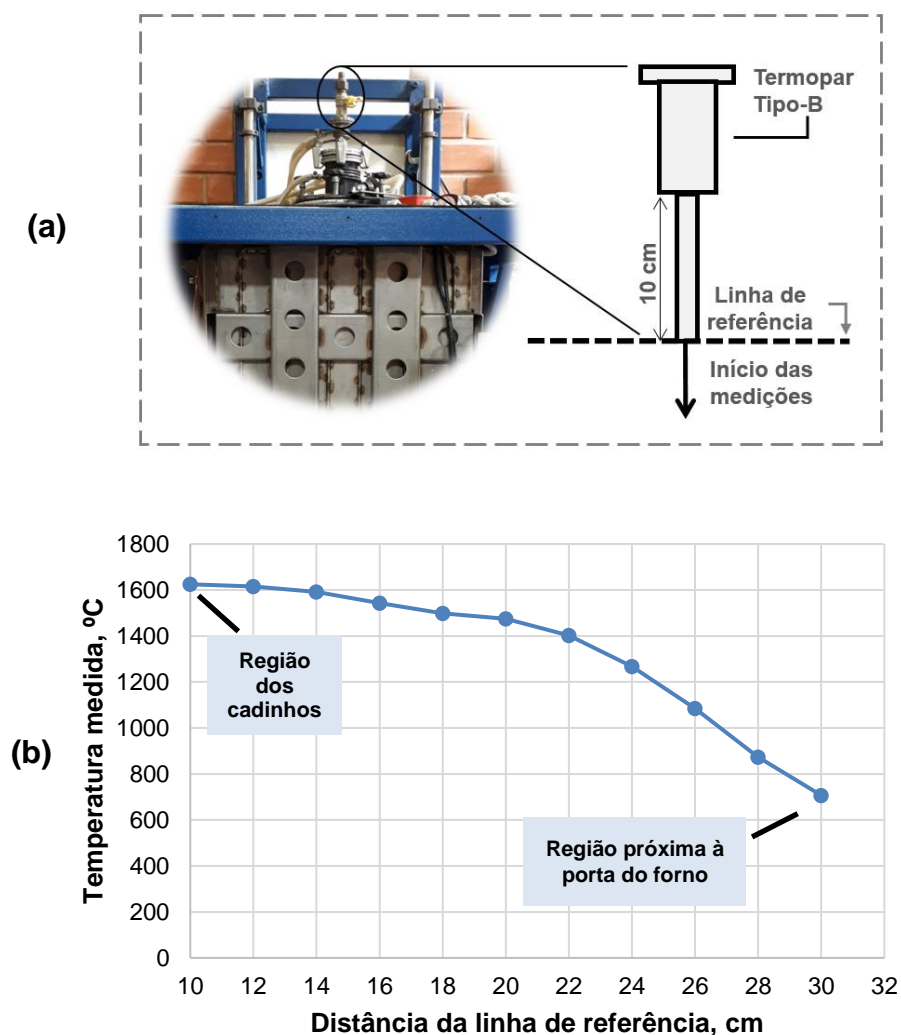 (a)
Termopar
Tipo-B
10 cm
Linha de
referência
Início das
medições
(b)
Temperatura medida, ºC
1800
1600
1400
1200
1000
800
600
400
200
0
Região
dos
cadinhos
Região próxima à
porta do forno
10 12 14 16 18 20 22 24 26 28 30 32
Distância da linha de referência, cm